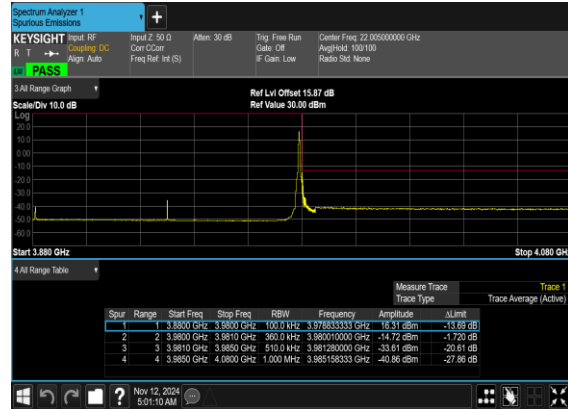 Spectrum Analyzer 1
Spurious Emissions
KEYSIGHT Input: RF Input Z: 50 Ω Atten: 30 dB Trig: Free Run Center Freq: 22.005000000 GHz
R T Coupling: DC Corr CCorr Gate: Off Avg|Hold: 100/100
Align: Auto Freq Ref: Int (S) IF Gain: Low Radio Std: None
PASS
3 All Range Graph
Ref Lvl Offset 15.87 dB
Scale/Div 10.0 dB Ref Value 30.00 dBm
Log
20.0
10.0
0.00
-10.0
-20.0
-30.0
-40.0
-50.0
-60.0
Start 3.880 GHz Stop 4.080 GHz
4 All Range Table
Measure Trace Trace 1
Trace Type Trace Average (Active)
Spur Range Start Freq Stop Freq RBW Frequency Amplitude ΔLimit
1 1 3.8800 GHz 3.9800 GHz 100.0 kHz 3.978833333 GHz 16.31 dBm -13.69 dB
2 2 3.9800 GHz 3.9810 GHz 360.0 kHz 3.980010000 GHz -14.72 dBm -1.720 dB
3 3 3.9810 GHz 3.9850 GHz 510.0 kHz 3.981280000 GHz -33.61 dBm -20.61 dB
4 4 3.9850 GHz 4.0800 GHz 1.000 MHz 3.985158333 GHz -40.86 dBm -27.86 dB
Nov 12, 2024
5:01:10 AM